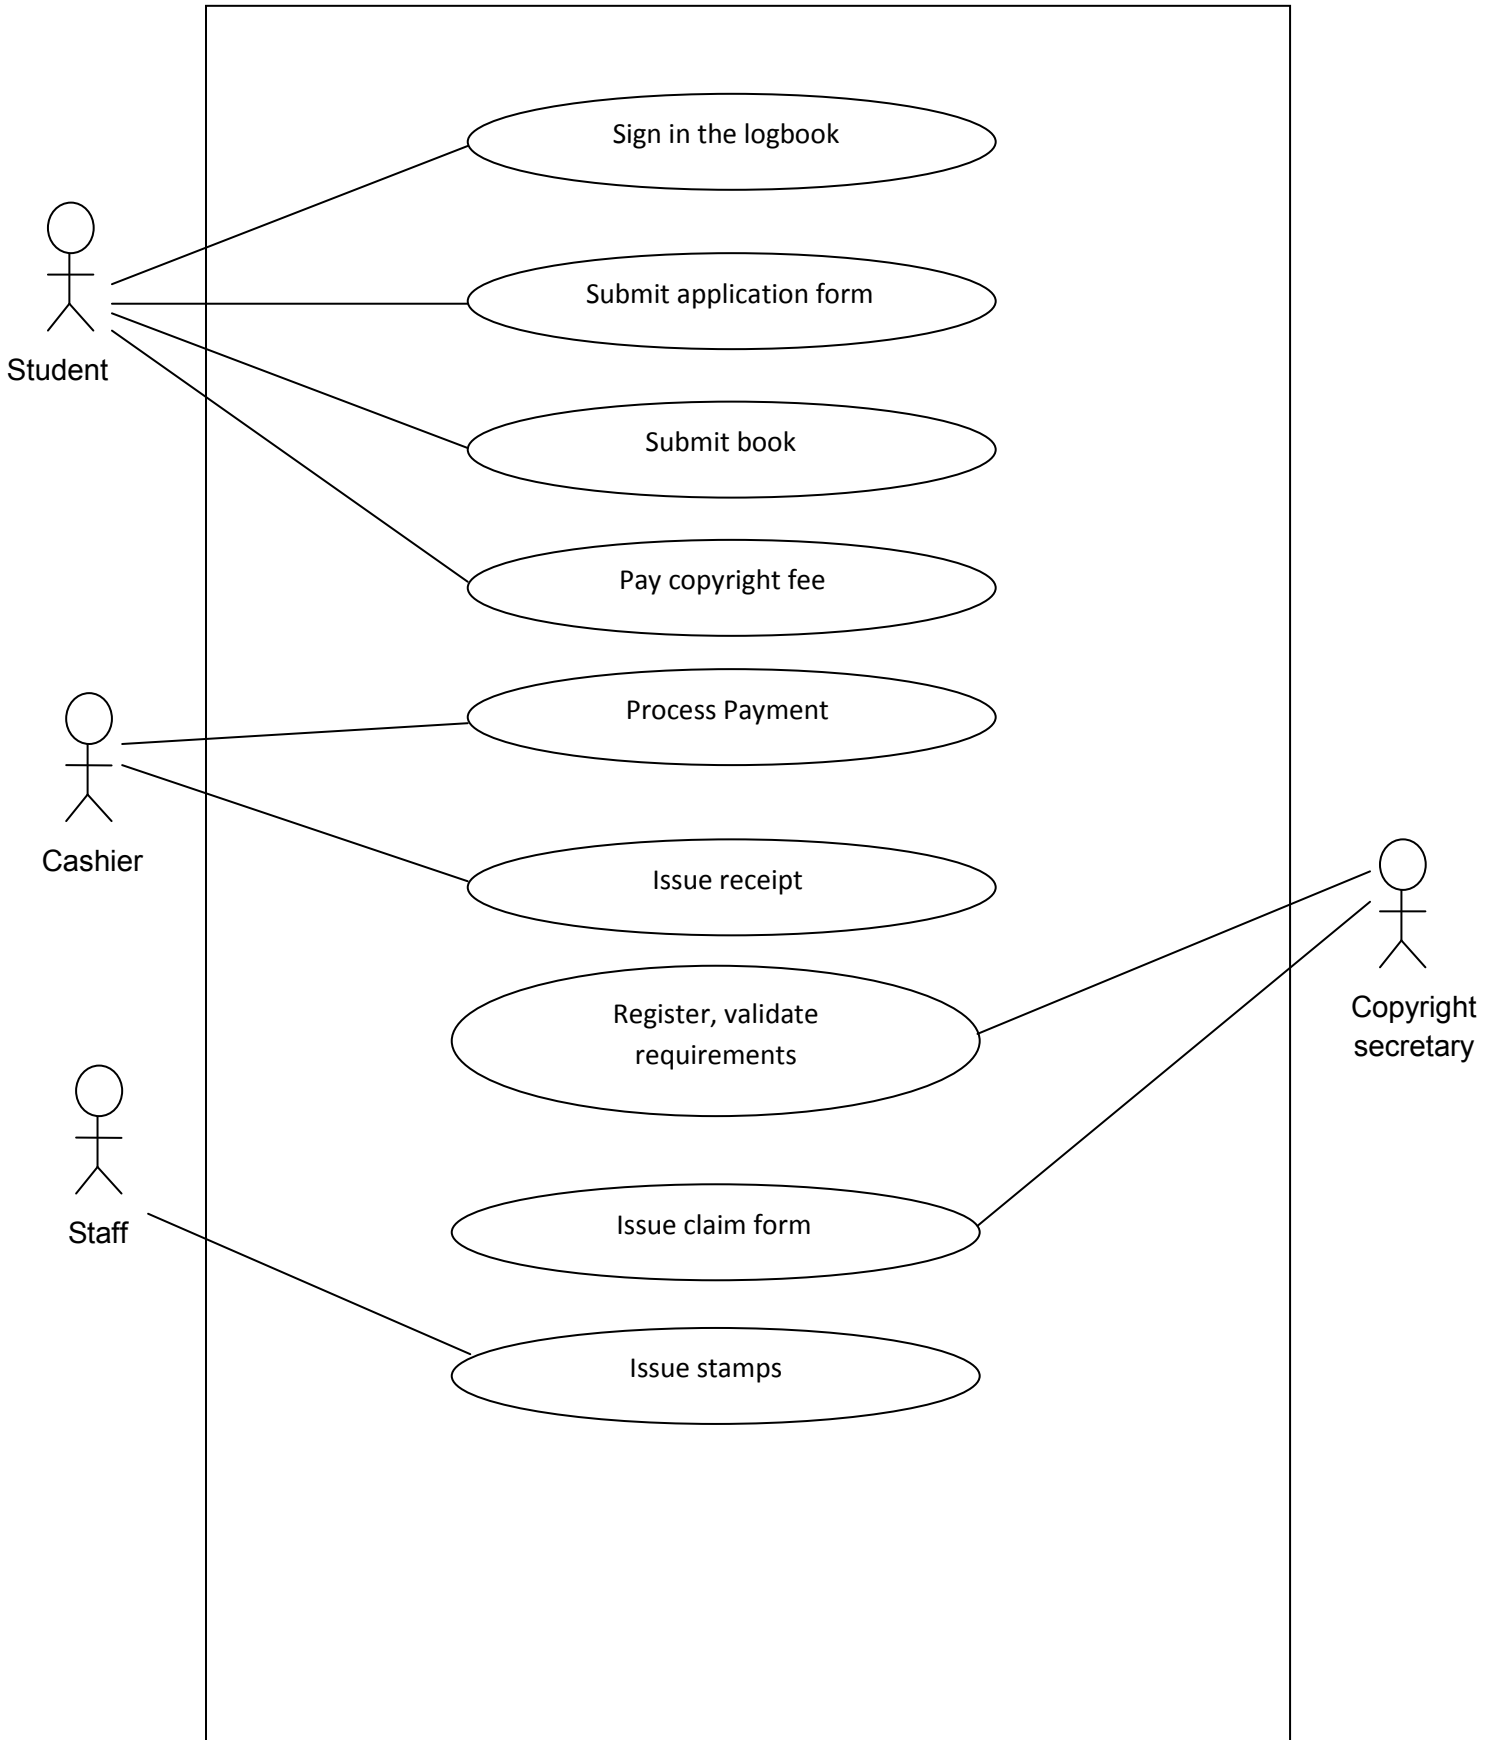 Sign in the logbook
Submit application form
Student
Submit book
Pay copyright fee
Process Payment
Cashier
Issue receipt
Register, validate
requirements
Copyright
secretary
Staff
Issue claim form
Issue stamps